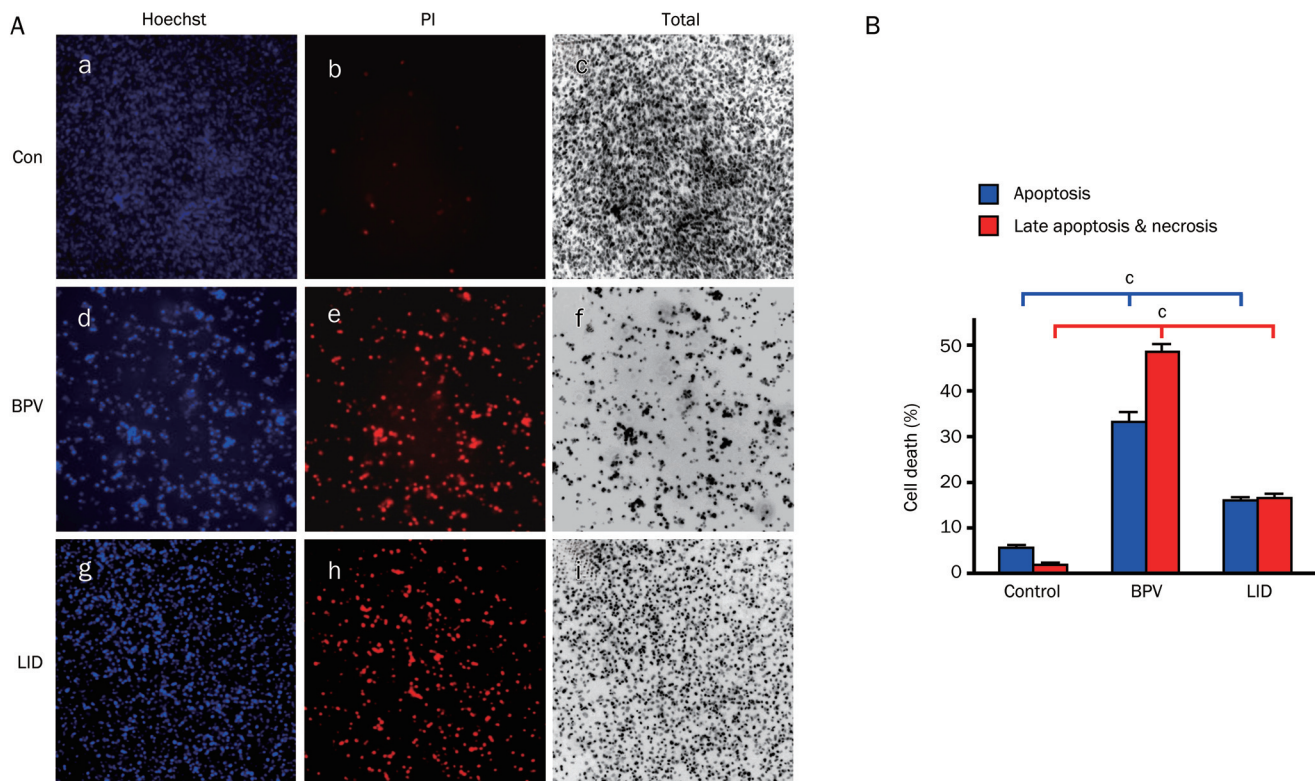 A
Hoechst
PI
Total
B
Con
a
b
c
BPV
d
e
f
LID
g
h
i
Apoptosis
Late apoptosis & necrosis
c
c
Cell death (%)
50
40
30
20
10
0
Control
BPV
LID